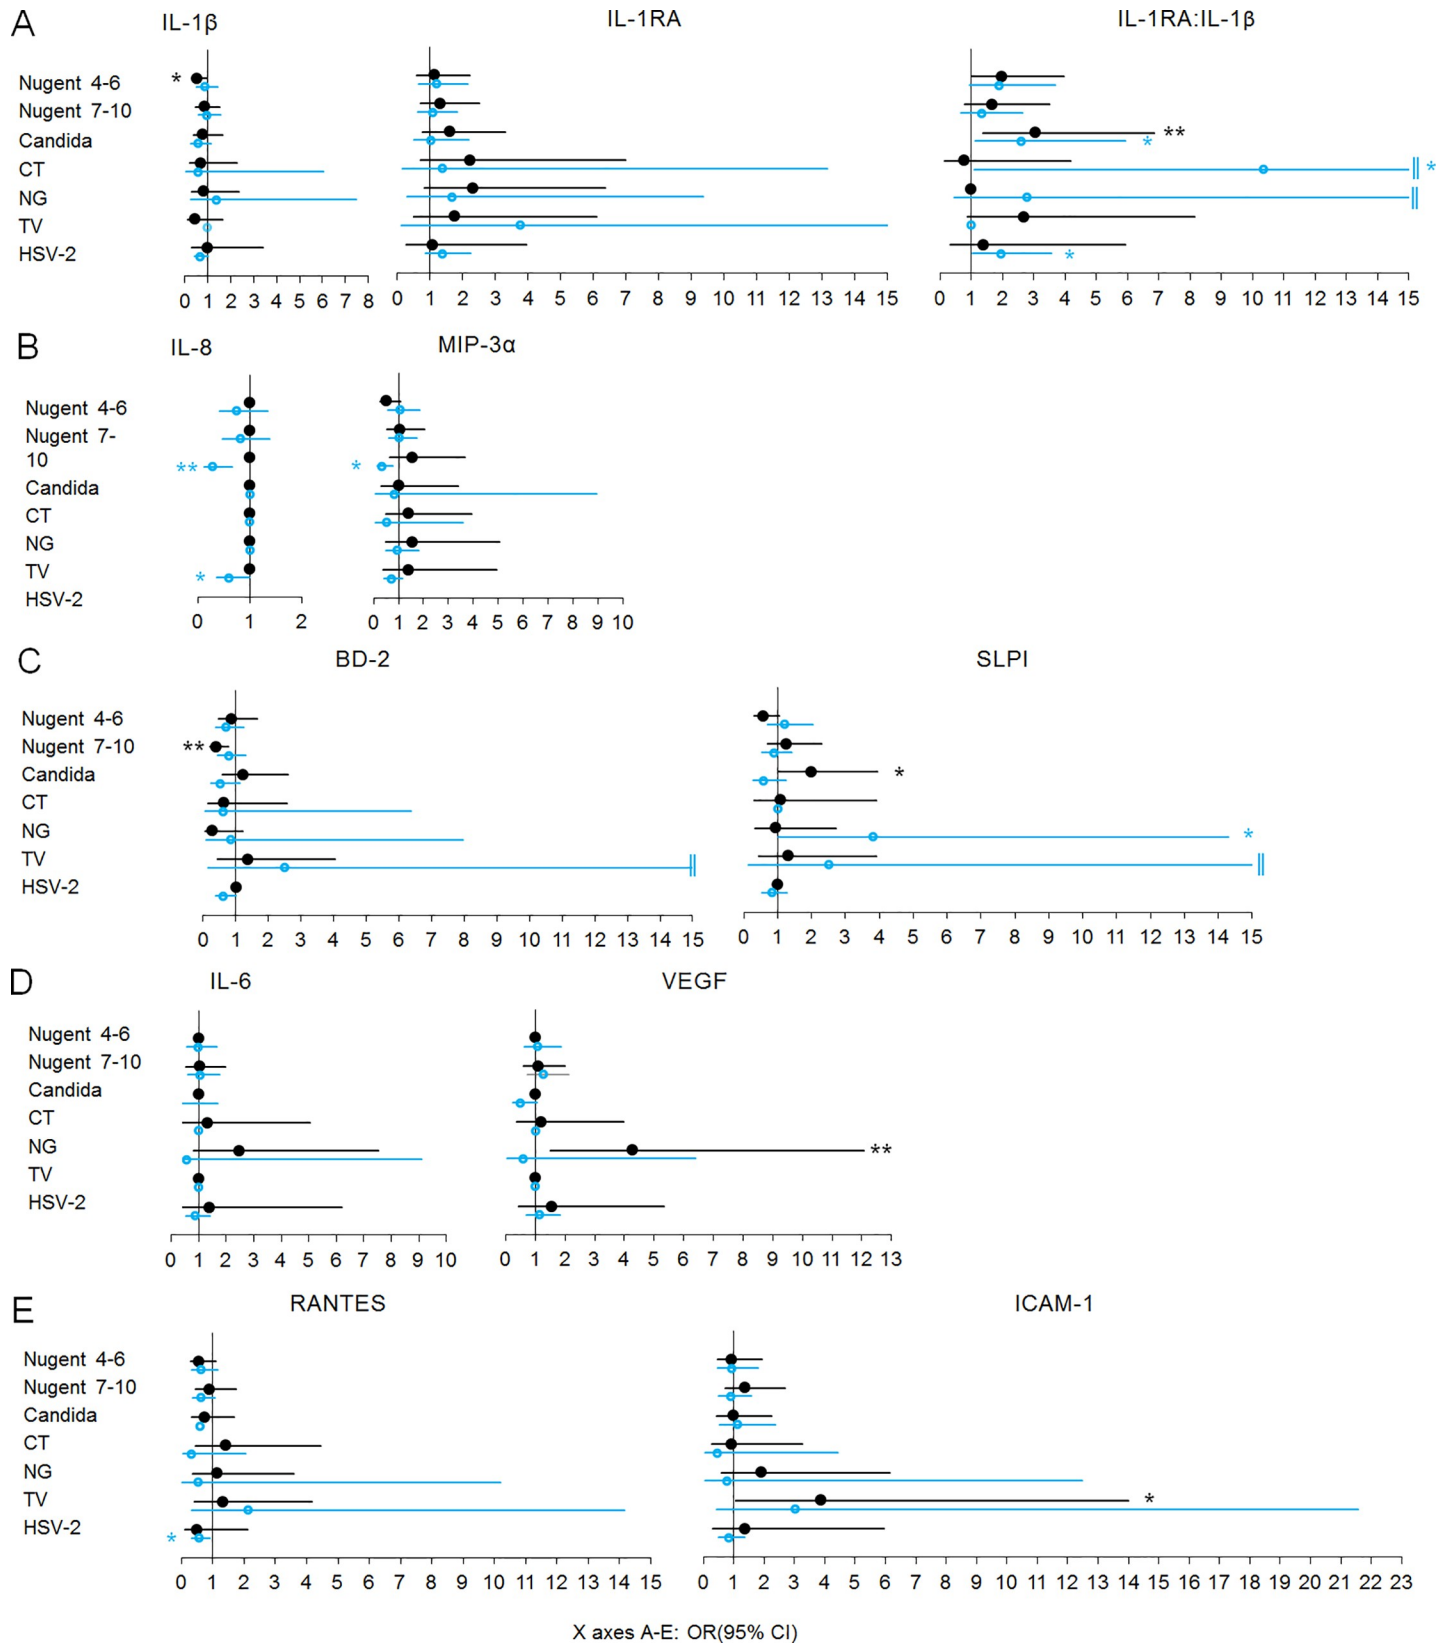 A
IL-1β
IL-1RA
IL-1RA:IL-1β
Nugent 4-6
*
Nugent 7-10
Candida
**
*
CT
*
NG
TV
HSV-2
*
0 1 2 3 4 5 6 7 8
0 1 2 3 4 5 6 7 8 9 10 11 12 13 15
0 1 2 3 4 5 6 7 8 9 10 11 12 13 15
B
IL-8
MIP-3α
Nugent 4-6
Nugent 7-
10
**
*
Candida
CT
NG
TV
*
HSV-2
0 1 2
0 1 2 3 4 5 6 7 8 9 10
C
BD-2
SLPI
Nugent 4-6
Nugent 7-10
**
Candida
*
CT
NG
*
TV
HSV-2
0 1 2 3 4 5 6 7 8 9 10 11 12 13 15
0 1 2 3 4 5 6 7 8 9 10 11 12 13 14 15
D
IL-6
VEGF
Nugent 4-6
Nugent 7-10
Candida
CT
NG
**
TV
HSV-2
0 1 2 3 4 5 6 7 8 9 10
0 1 2 3 4 5 6 7 8 9 10 11 12 13
E
RANTES
ICAM-1
Nugent 4-6
Nugent 7-10
Candida
CT
NG
TV
*
HSV-2
*
0 1 2 3 4 5 6 7 8 9 10 11 12 13 14 15
0 1 2 3 4 5 6 7 8 9 10 11 12 13 14 15 16 17 18 19 20 21 22 23
X axes A-E: OR(95% CI)